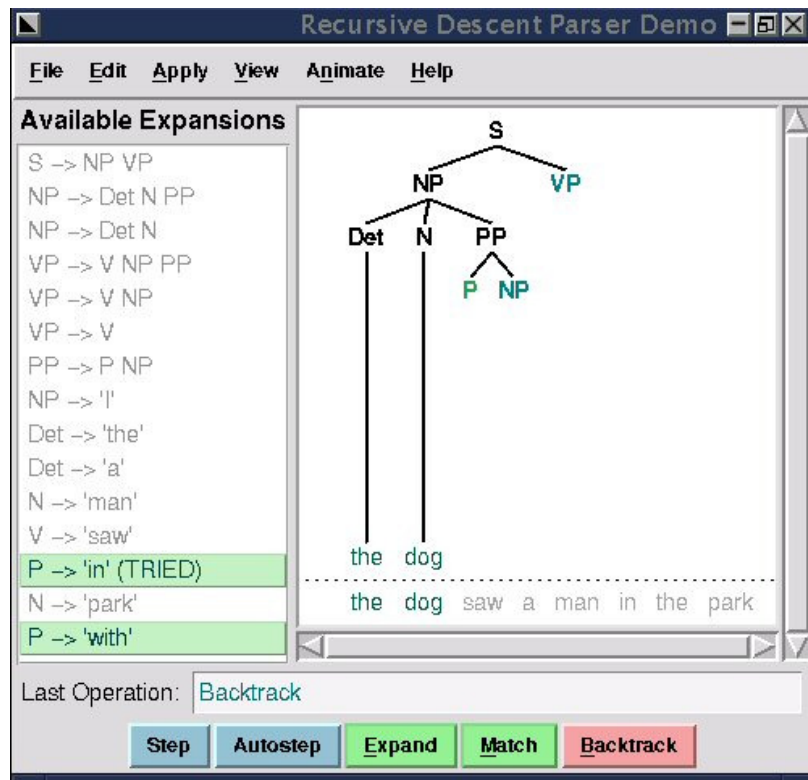 Recursive Descent Parser Demo
File Edit Apply View Animate Help
Available Expansions
S -> NP VP
NP -> Det N PP
NP -> Det N
VP -> V NP PP
VP -> V NP
VP -> V
PP -> P NP
NP -> 'I'
Det -> 'the'
Det -> 'a'
N -> 'man'
V -> 'saw'
P -> 'in' (TRIED)
N -> 'park'
P -> 'with'
S
NP VP
Det N PP
P NP
the dog
the dog saw a man in the park
Last Operation: Backtrack
Step Autostep Expand Match Backtrack